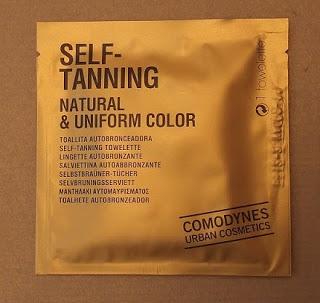 SELF-
TANNING
NATURAL
& UNIFORM COLOR
TOALLITA AUTOBRONCEADORA
SELF-TANNING TOWELETTE
LINGETTE AUTOBRONZANTE
SALVIETTINA AUTOABBRONZANTE
SELBSTBRÄUNER-TÜCHER
SELVBRUNINGSSERVIETT
ΜΑΝΤΗΛΑΚΙ ΑΥΤΟΜΑΥΡΙΣΜΑΤΟΣ
TOALHETE AUTOBRONZEADOR
COMODYNES
URBAN COSMETICS
1 towelette